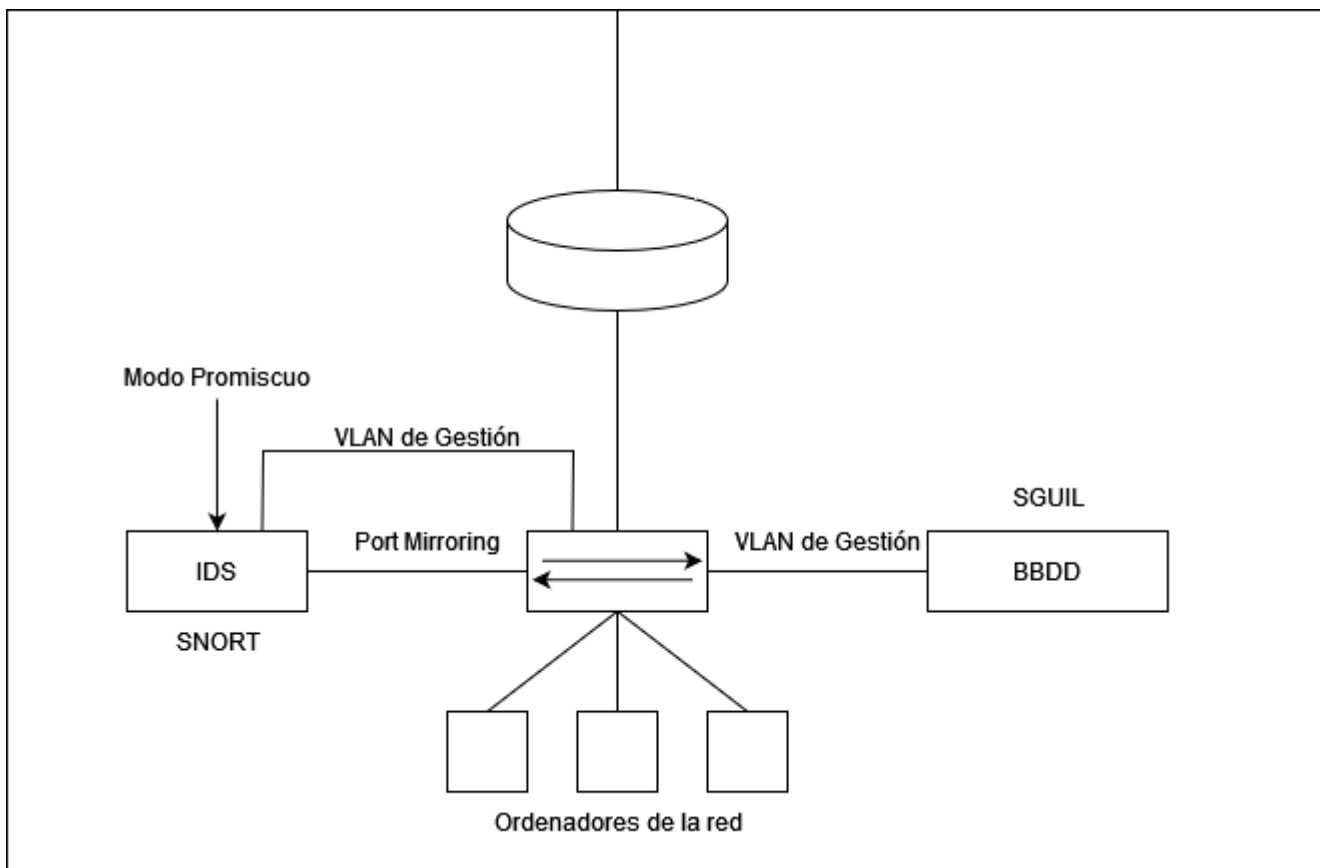 Modo Promiscuo
VLAN de Gestión
SGUIL
Port Mirroring
VLAN de Gestión
IDS
BBDD
SNORT
Ordenadores de la red